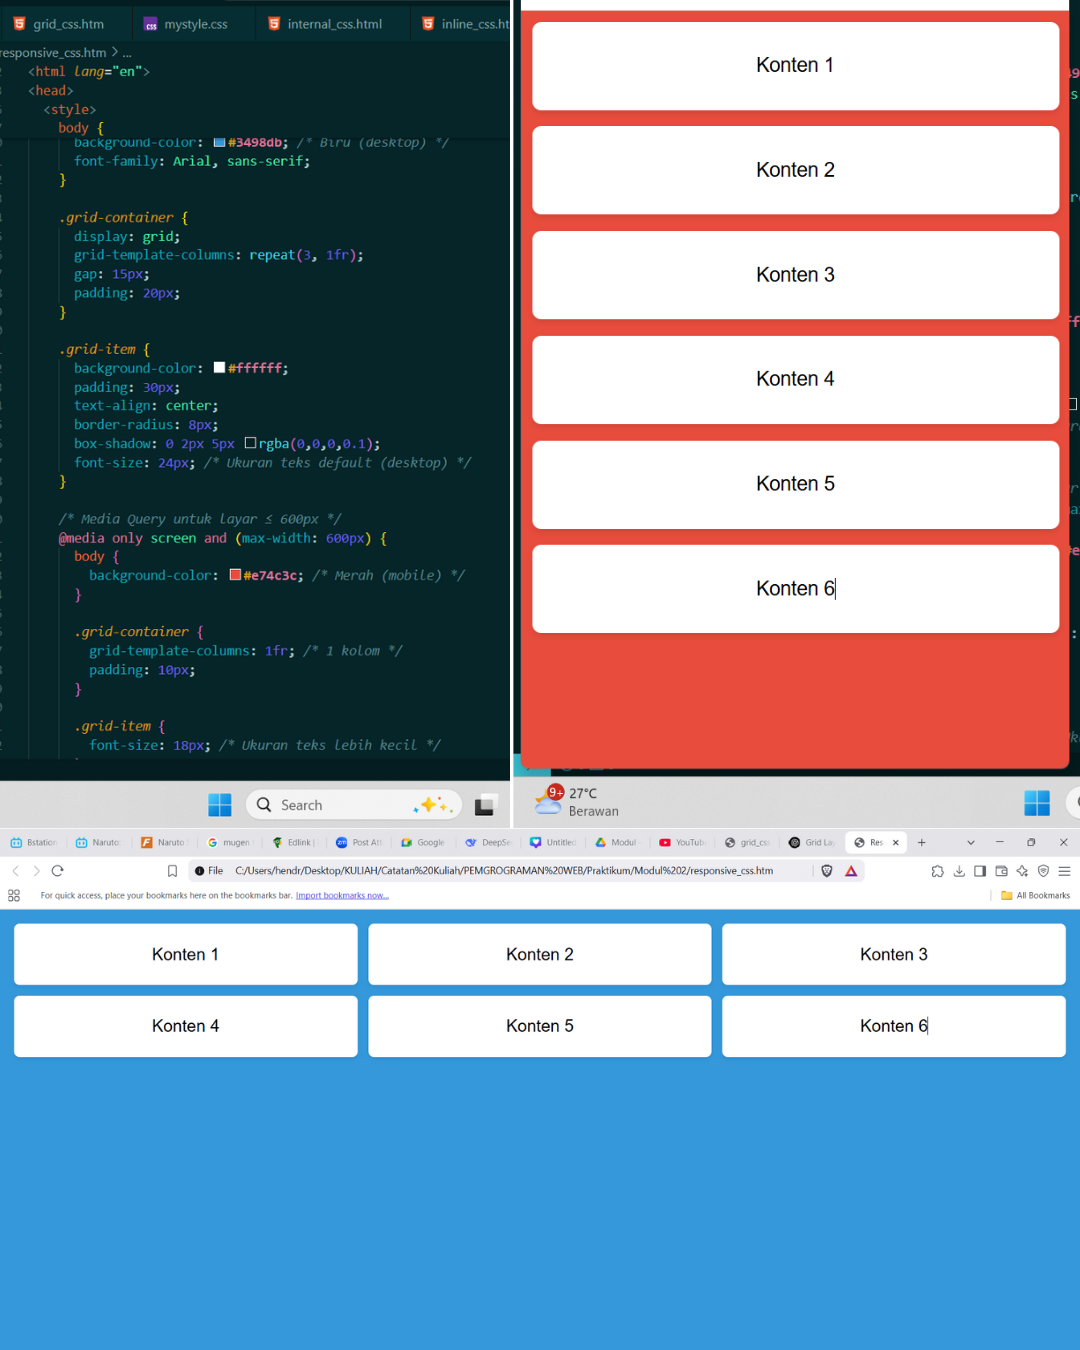 grid_css.htm
mystyle.css
internal_css.html
inline_css.ht
responsive_css.htm > ...
<html lang="en">
<head>
<style>
body {
background-color: #3498db; /* Biru (desktop) */
font-family: Arial, sans-serif;
}
.grid-container {
display: grid;
grid-template-columns: repeat(3, 1fr);
gap: 15px;
padding: 20px;
}
.grid-item {
background-color: #ffffff;
padding: 30px;
text-align: center;
border-radius: 8px;
box-shadow: 0 2px 5px rgba(0,0,0,0.1);
font-size: 24px; /* Ukuran teks default (desktop) */
}
/* Media Query untuk layar ≤ 600px */
@media only screen and (max-width: 600px) {
body {
background-color: #e74c3c; /* Merah (mobile) */
}
.grid-container {
grid-template-columns: 1fr; /* 1 kolom */
padding: 10px;
}
.grid-item {
font-size: 18px; /* Ukuran teks lebih kecil */
Search
Konten 1
Konten 2
Konten 3
Konten 4
Konten 5
Konten 6
9+
27°C
Berawan
Bstation
Naruto:
Naruto
mugen
Edlink |
Post Att
Google
DeepSe
Untitled
Modul
YouTub
grid_cs
Grid La
Res
File C:/Users/hendr/Desktop/KULIAH/Catatan%20Kuliah/PEMGROGRAMAN%20WEB/Praktikum/Modul%202/responsive_css.htm
For quick access, place your bookmarks here on the bookmarks bar. Import bookmarks now...
All Bookmarks
Konten 1
Konten 2
Konten 3
Konten 4
Konten 5
Konten 6